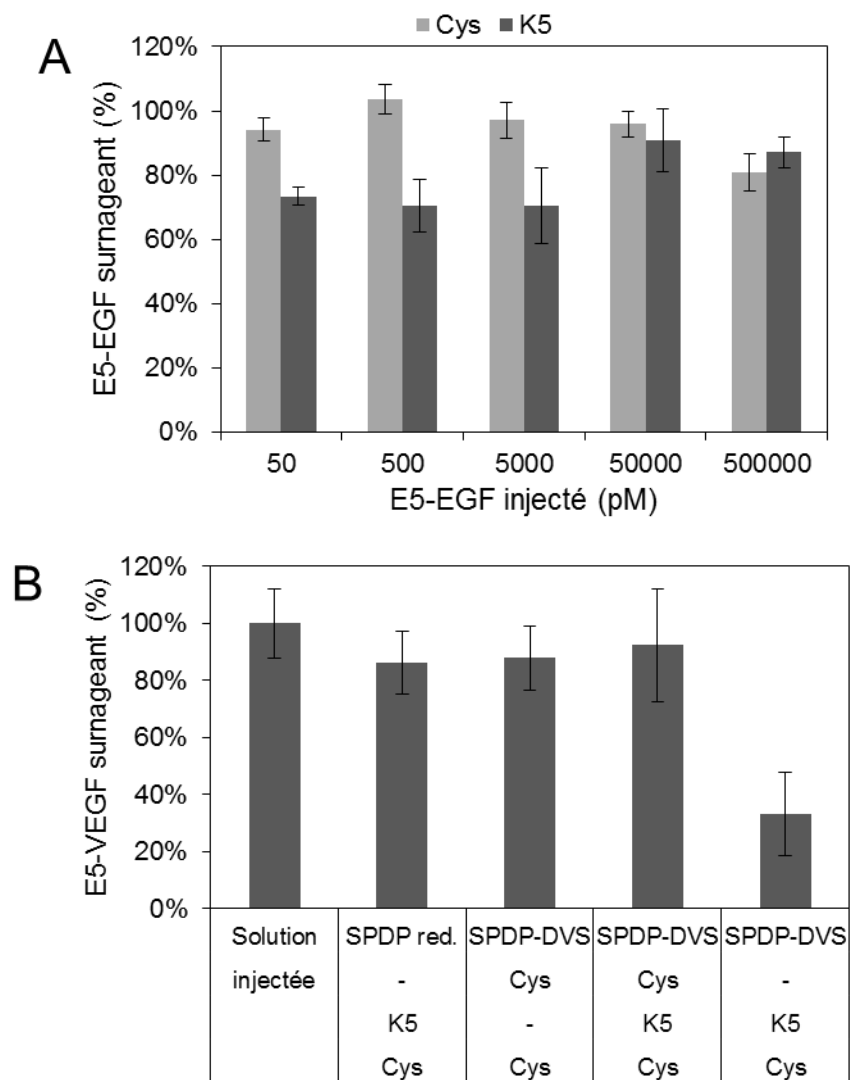 Cys K5
A
E5-EGF surnageant (%)
120%
100%
80%
60%
40%
20%
0%
50 500 5000 50000 500000
E5-EGF injecté (pM)
B
E5-VEGF surnageant (%)
120%
100%
80%
60%
40%
20%
0%
Solution SPDP red. SPDP-DVS SPDP-DVS SPDP-DVS
injectée - Cys Cys -
K5 - K5 K5
Cys Cys Cys Cys